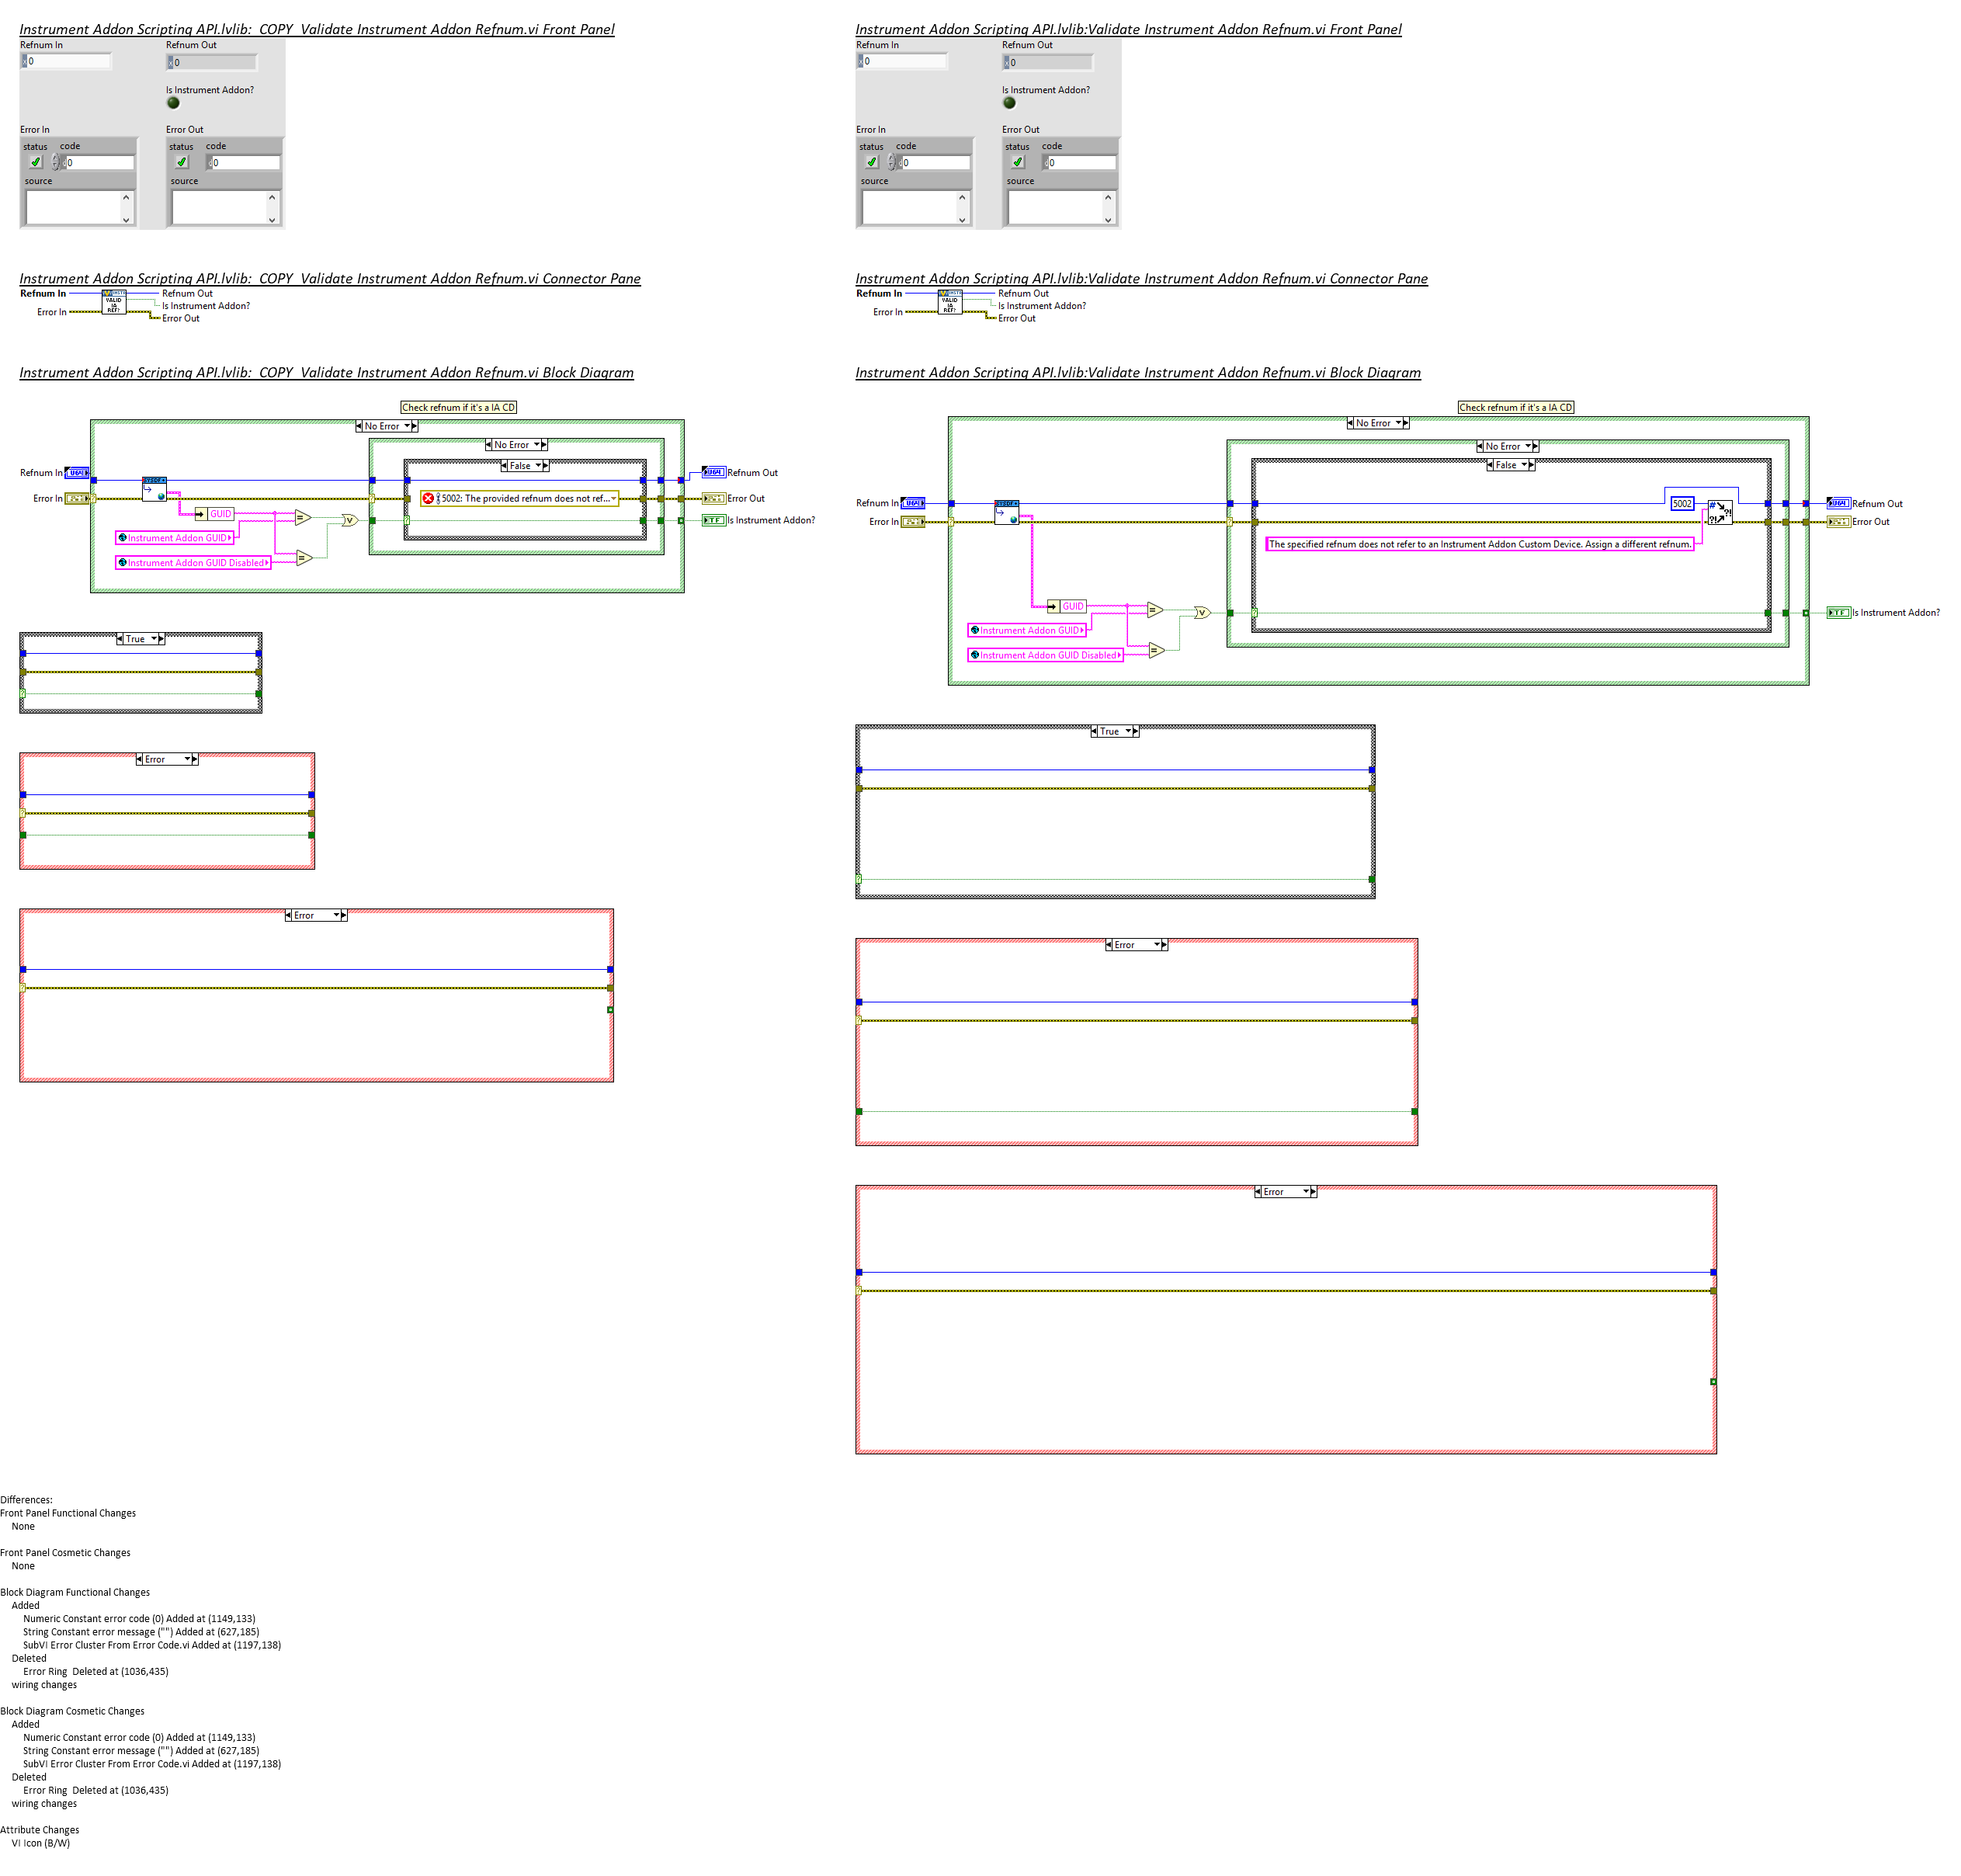 Instrument Addon Scripting API.lvlib:_COPY_Validate Instrument Addon Refnum.vi Front Panel
Refnum In
Refnum Out
0
0
Is Instrument Addon?
Error In
Error Out
status code
status code
0
0
source
source
Instrument Addon Scripting API.lvlib:_COPY_Validate Instrument Addon Refnum.vi Connector Pane
Refnum In
Refnum Out
VALID
IA
REF?
Is Instrument Addon?
Error In
Error Out
Instrument Addon Scripting API.lvlib:_COPY_Validate Instrument Addon Refnum.vi Block Diagram
Check refnum if it's a IA CD
No Error
No Error
False
Refnum In
Refnum Out
Error In
5002: The provided refnum does not ref...
Error Out
GUID
Is Instrument Addon?
TF
Instrument Addon GUID
Instrument Addon GUID Disabled
True
Error
Error
Instrument Addon Scripting API.lvlib:Validate Instrument Addon Refnum.vi Front Panel
Refnum In
Refnum Out
0
0
Is Instrument Addon?
Error In
Error Out
status code
status code
0
0
source
source
Instrument Addon Scripting API.lvlib:Validate Instrument Addon Refnum.vi Connector Pane
Refnum In
Refnum Out
VALID
IA
REF?
Is Instrument Addon?
Error In
Error Out
Instrument Addon Scripting API.lvlib:Validate Instrument Addon Refnum.vi Block Diagram
Check refnum if it's a IA CD
No Error
No Error
False
Refnum In
5002
Refnum Out
Error In
Error Out
The specified refnum does not refer to an Instrument Addon Custom Device. Assign a different refnum.
GUID
TF
Is Instrument Addon?
Instrument Addon GUID
Instrument Addon GUID Disabled
True
Error
Error
Differences:
Front Panel Functional Changes
None
Front Panel Cosmetic Changes
None
Block Diagram Functional Changes
Added
Numeric Constant error code (0) Added at (1149,133)
String Constant error message ("") Added at (627,185)
SubVI Error Cluster From Error Code.vi Added at (1197,138)
Deleted
Error Ring  Deleted at (1036,435)
wiring changes
Block Diagram Cosmetic Changes
Added
Numeric Constant error code (0) Added at (1149,133)
String Constant error message ("") Added at (627,185)
SubVI Error Cluster From Error Code.vi Added at (1197,138)
Deleted
Error Ring  Deleted at (1036,435)
wiring changes
Attribute Changes
VI Icon (B/W)